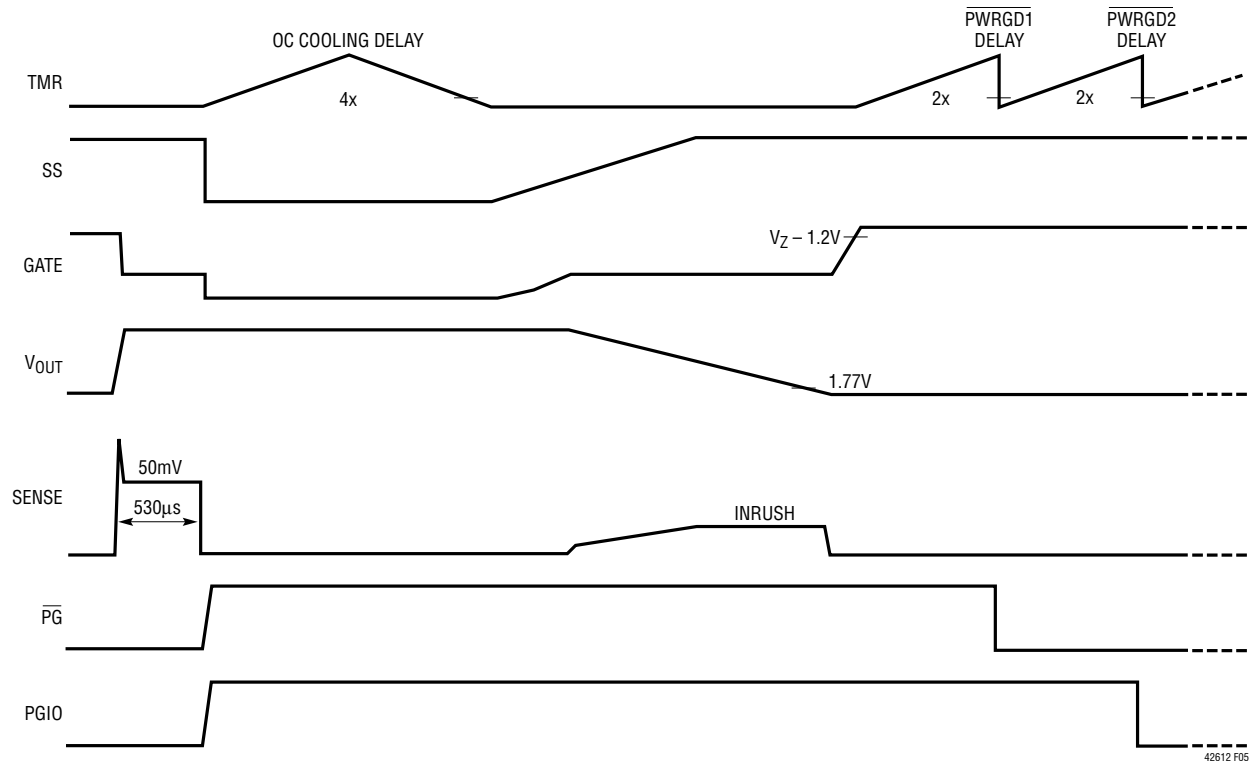 PWRGD1
DELAY
PWRGD2
DELAY
OC COOLING DELAY
TMR
4x
2x
2x
SS
VZ – 1.2V
GATE
VOUT
1.77V
50mV
SENSE
530µs
INRUSH
PG
PGIO
42612 F05